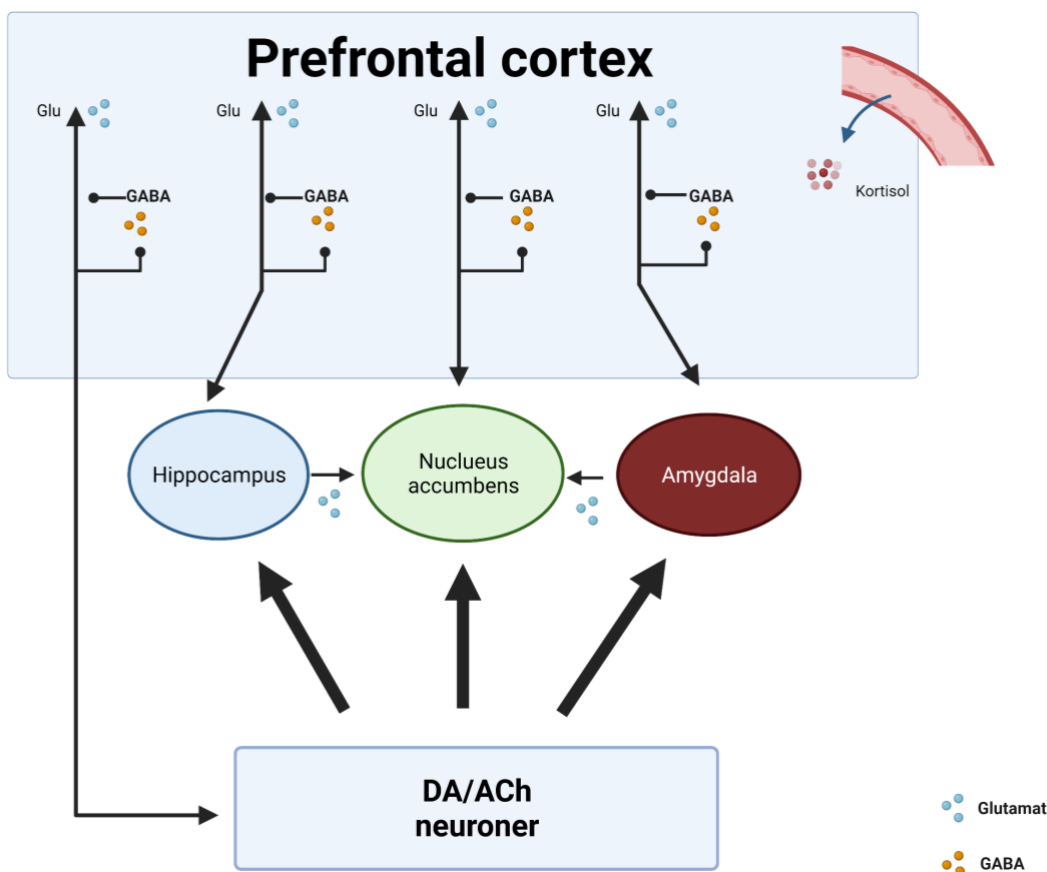 Prefrontal cortex
Glu
Glu
Glu
Glu
GABA
GABA
GABA
GABA
Kortisol
Hippocampus
Nuclueus
accumbens
Amygdala
DA/ACh
neuroner
Glutamat
GABA